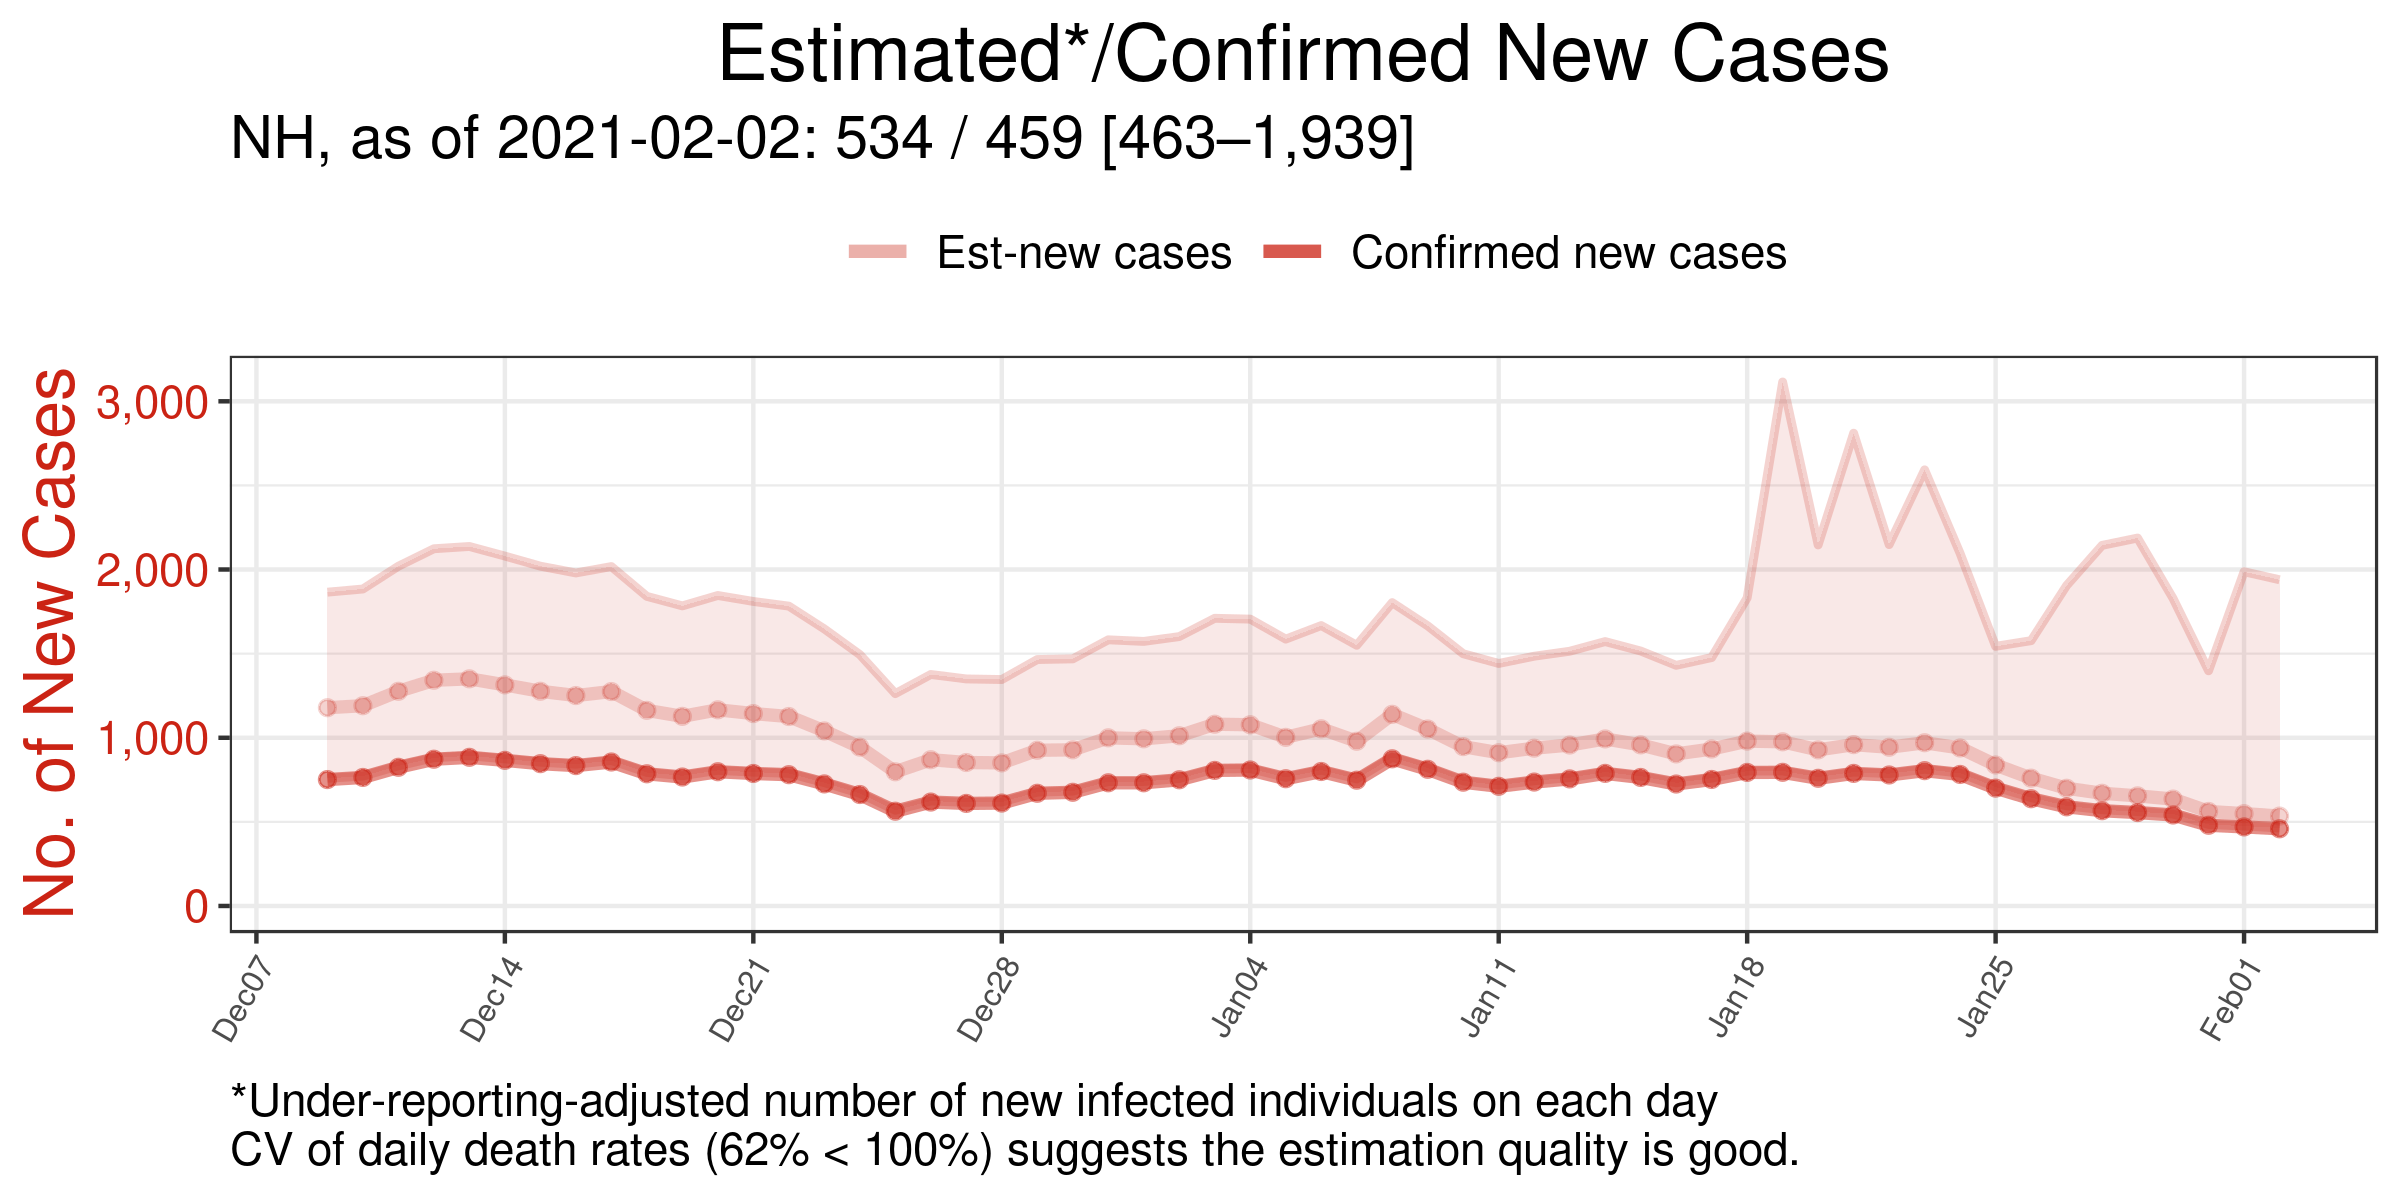 Estimated*/Confirmed New Cases
NH, as of 2021-02-02: 534 / 459 [463–1,939]
Est-new cases Confirmed new cases
No. of New Cases
3,000
2,000
1,000
0
Dec07 Dec14 Dec21 Dec28 Jan04 Jan11 Jan18 Jan25 Feb01
*Under-reporting-adjusted number of new infected individuals on each day
CV of daily death rates (62% < 100%) suggests the estimation quality is good.